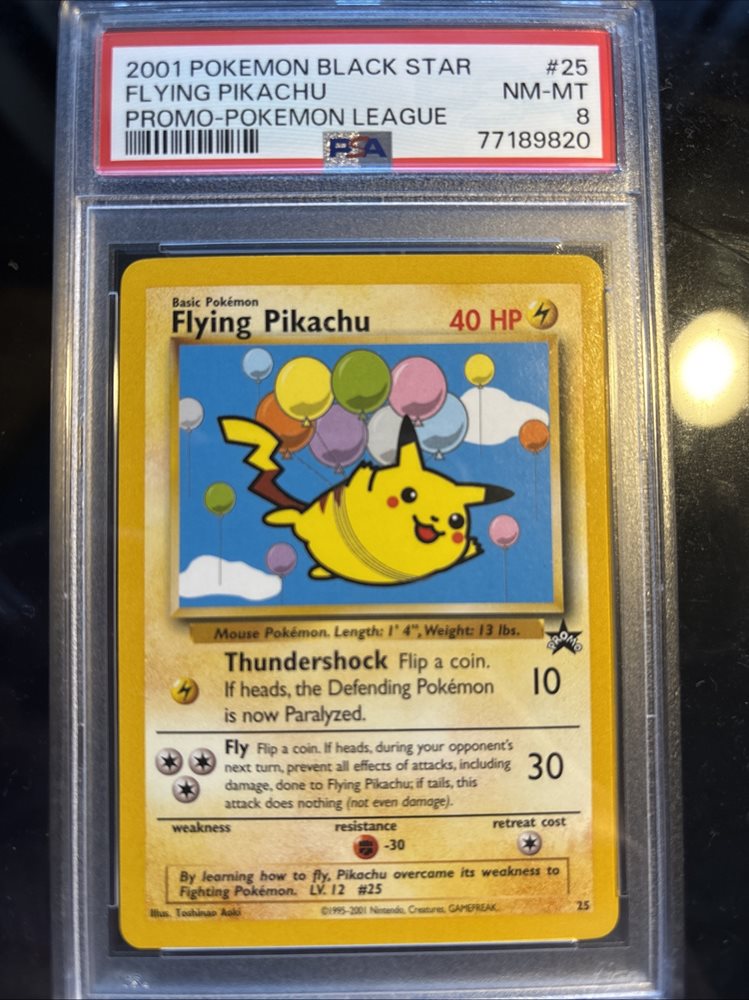 2001 POKEMON BLACK STAR #25
FLYING PIKACHU NM-MT
PROMO-POKEMON LEAGUE 8
PSA 77189820
Basic Pokémon
Flying Pikachu 40 HP
Mouse Pokémon. Length: 1' 4", Weight: 13 lbs.
PROMO
Thundershock Flip a coin.
If heads, the Defending Pokémon 10
is now Paralyzed.
Fly Flip a coin. If heads, during your opponent's
next turn, prevent all effects of attacks, including
damage, done to Flying Pikachu; if tails, this 30
attack does nothing (not even damage).
weakness resistance retreat cost
-30
By learning how to fly, Pikachu overcame its weakness to
Fighting Pokémon. LV. 12 #25
Illus. Toshinao Aoki ©1995-2001 Nintendo, Creatures, GAMEFREAK. 25